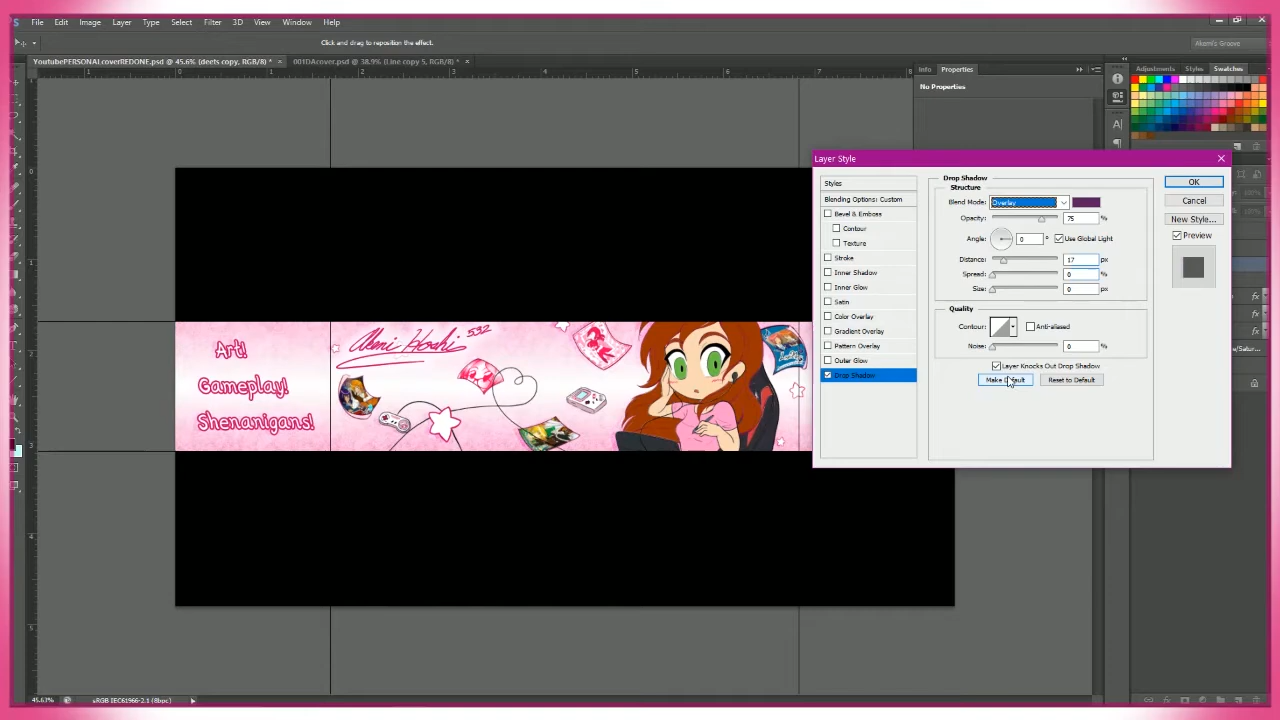 File Edit Image Layer Type Select Filter 3D View Window Help
Click and drag to reposition the effect.
Akemi's Groove
YoutubePERSONALcoverREDONE.psd @ 45.6% (deets copy, RGB/8) * ×
001DAcover.psd @ 38.9% (Line copy 5, RGB/8) * ×
Info Properties
No Properties
Adjustments Styles Swatches
Layer Style
Styles
Blending Options: Custom
Bevel & Emboss
Contour
Texture
Stroke
Inner Shadow
Inner Glow
Satin
Color Overlay
Gradient Overlay
Pattern Overlay
Outer Glow
Drop Shadow
Drop Shadow
Structure
Blend Mode: Overlay
Opacity: 75 %
Angle: 0 ° Use Global Light
Distance: 17 px
Spread: 0 %
Size: 0 px
Quality
Contour: Anti-aliased
Noise: 0 %
Layer Knocks Out Drop Shadow
Make Default Reset to Default
OK
Cancel
New Style...
Preview
Art!
Gameplay!
Shenanigans!
532
45.63% sRGB IEC61966-2.1 (8bpc)